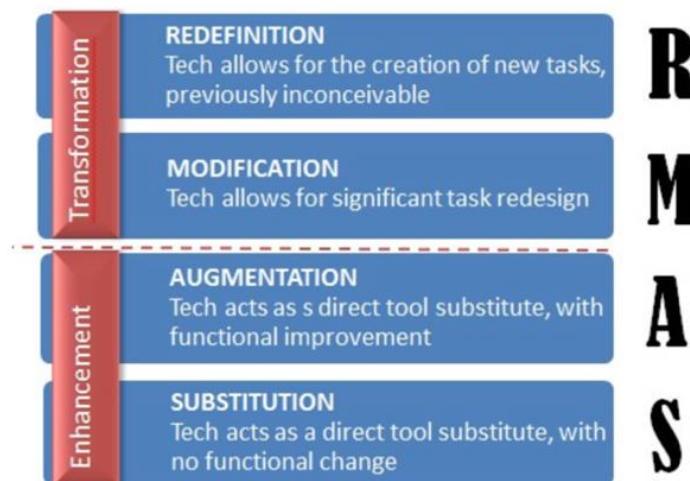 Transformation
REDEFINITION
Tech allows for the creation of new tasks,
previously inconceivable
R
MODIFICATION
Tech allows for significant task redesign
M
Enhancement
AUGMENTATION
Tech acts as s direct tool substitute, with
functional improvement
A
SUBSTITUTION
Tech acts as a direct tool substitute, with
no functional change
S